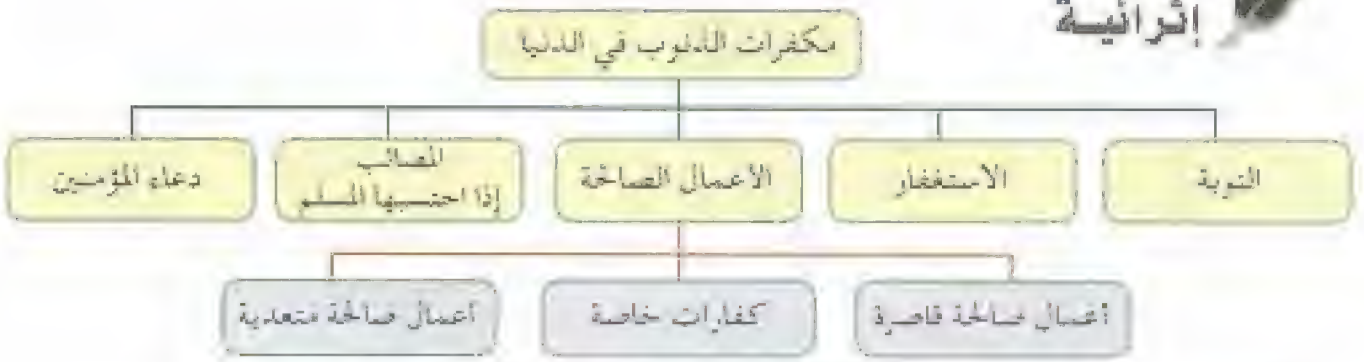 إثرائية
مكفرات الذنوب في الدنيا
التوبة
الاستغفار
الأعمال الصالحة
المصائب
إذا احتسبها المسلم
دعاء المؤمنين
أعمال صالحة قاصرة
كفارات خاصة
أعمال صالحة متعدية